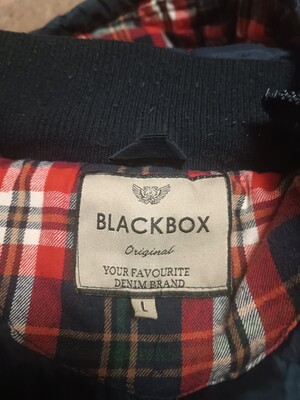 BLACKBOX
Original
YOUR FAVOURITE
DENIM BRAND
L